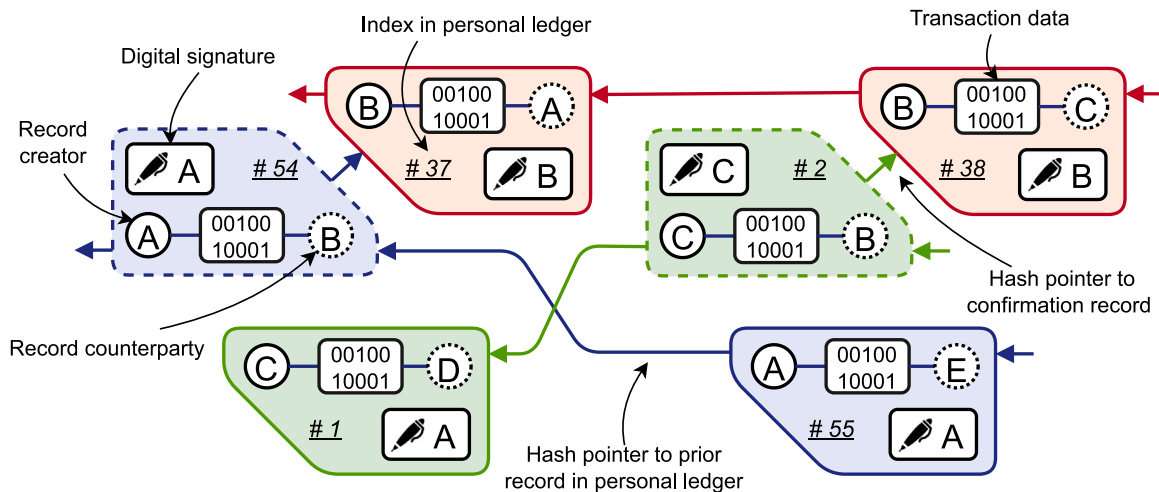 Index in personal ledger
Transaction data
Digital signature
Record
creator
B
00100
10001
A
# 37
B
B
00100
10001
C
# 38
B
A
# 54
A
00100
10001
B
C
# 2
C
00100
10001
B
Hash pointer to
confirmation record
Record counterparty
C
00100
10001
D
# 1
A
A
00100
10001
E
# 55
A
Hash pointer to prior
record in personal ledger